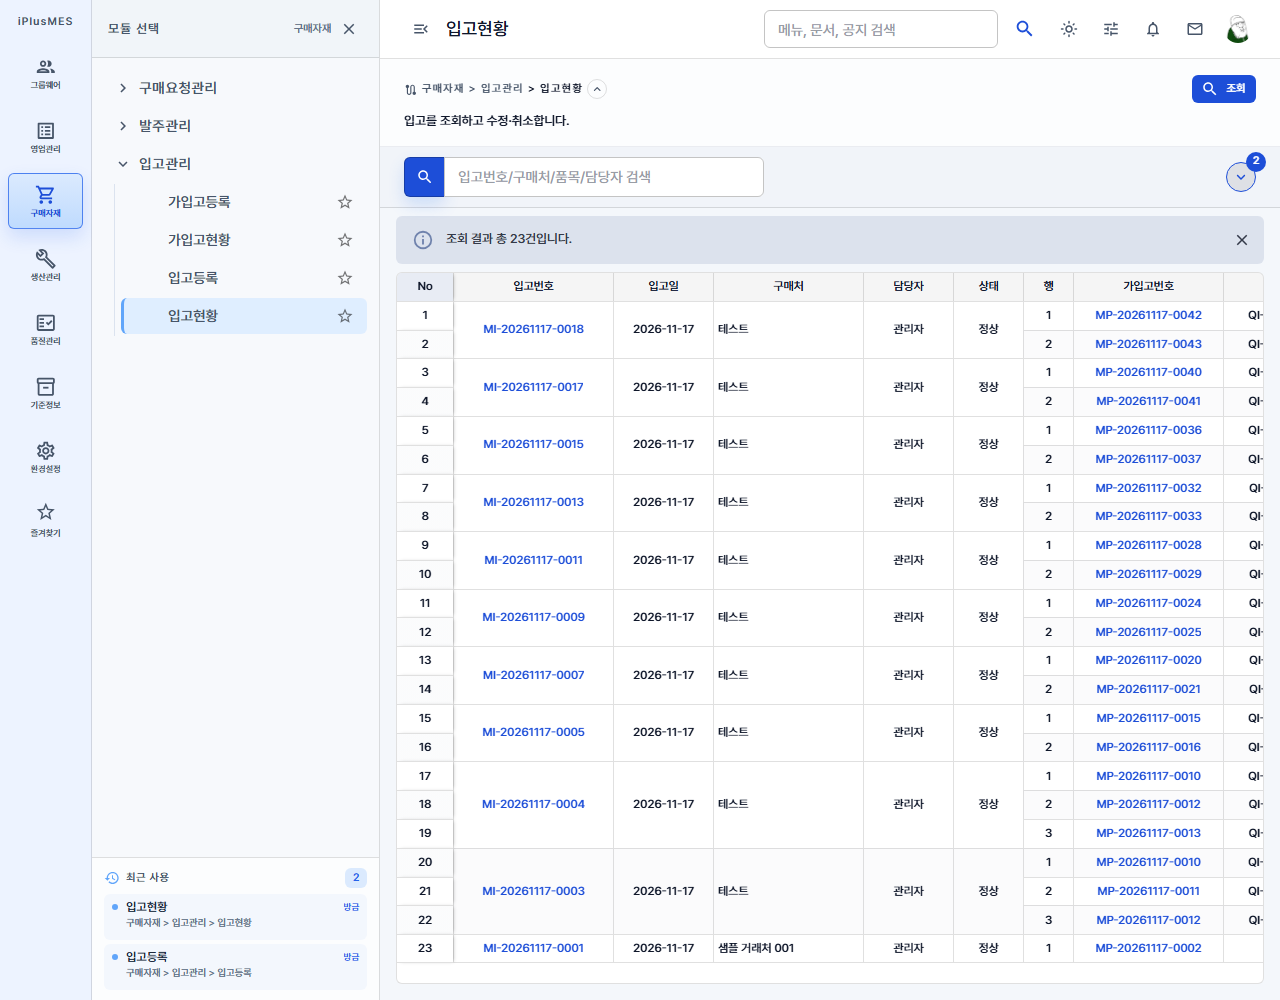 iPlusMES
그룹웨어
영업관리
구매자재
생산관리
품질관리
기준정보
환경설정
즐겨찾기
모듈 선택 구매자재
구매요청관리
발주관리
입고관리
가입고등록
가입고현황
입고등록
입고현황
최근 사용 2
입고현황 방금
구매자재 > 입고관리 > 입고현황
입고등록 방금
구매자재 > 입고관리 > 입고등록
입고현황 메뉴, 문서, 공지 검색
구매자재 > 입고관리 > 입고현황 조회
입고를 조회하고 수정·취소합니다.
입고번호/구매처/품목/담당자 검색 2
조회 결과 총 23건입니다.
No 입고번호 입고일 구매처 담당자 상태 행 가입고번호
1 MI-20261117-0018 2026-11-17 테스트 관리자 정상 1 MP-20261117-0042 QI-
2 2 MP-20261117-0043 QI-
3 MI-20261117-0017 2026-11-17 테스트 관리자 정상 1 MP-20261117-0040 QI-
4 2 MP-20261117-0041 QI-
5 MI-20261117-0015 2026-11-17 테스트 관리자 정상 1 MP-20261117-0036 QI-
6 2 MP-20261117-0037 QI-
7 MI-20261117-0013 2026-11-17 테스트 관리자 정상 1 MP-20261117-0032 QI-
8 2 MP-20261117-0033 QI-
9 MI-20261117-0011 2026-11-17 테스트 관리자 정상 1 MP-20261117-0028 QI-
10 2 MP-20261117-0029 QI-
11 MI-20261117-0009 2026-11-17 테스트 관리자 정상 1 MP-20261117-0024 QI-
12 2 MP-20261117-0025 QI-
13 MI-20261117-0007 2026-11-17 테스트 관리자 정상 1 MP-20261117-0020 QI-
14 2 MP-20261117-0021 QI-
15 MI-20261117-0005 2026-11-17 테스트 관리자 정상 1 MP-20261117-0015 QI-
16 2 MP-20261117-0016 QI-
17 MI-20261117-0004 2026-11-17 테스트 관리자 정상 1 MP-20261117-0010 QI-
18 2 MP-20261117-0012 QI-
19 3 MP-20261117-0013 QI-
20 MI-20261117-0003 2026-11-17 테스트 관리자 정상 1 MP-20261117-0010 QI-
21 2 MP-20261117-0011 QI-
22 3 MP-20261117-0012 QI-
23 MI-20261117-0001 2026-11-17 샘플 거래처 001 관리자 정상 1 MP-20261117-0002